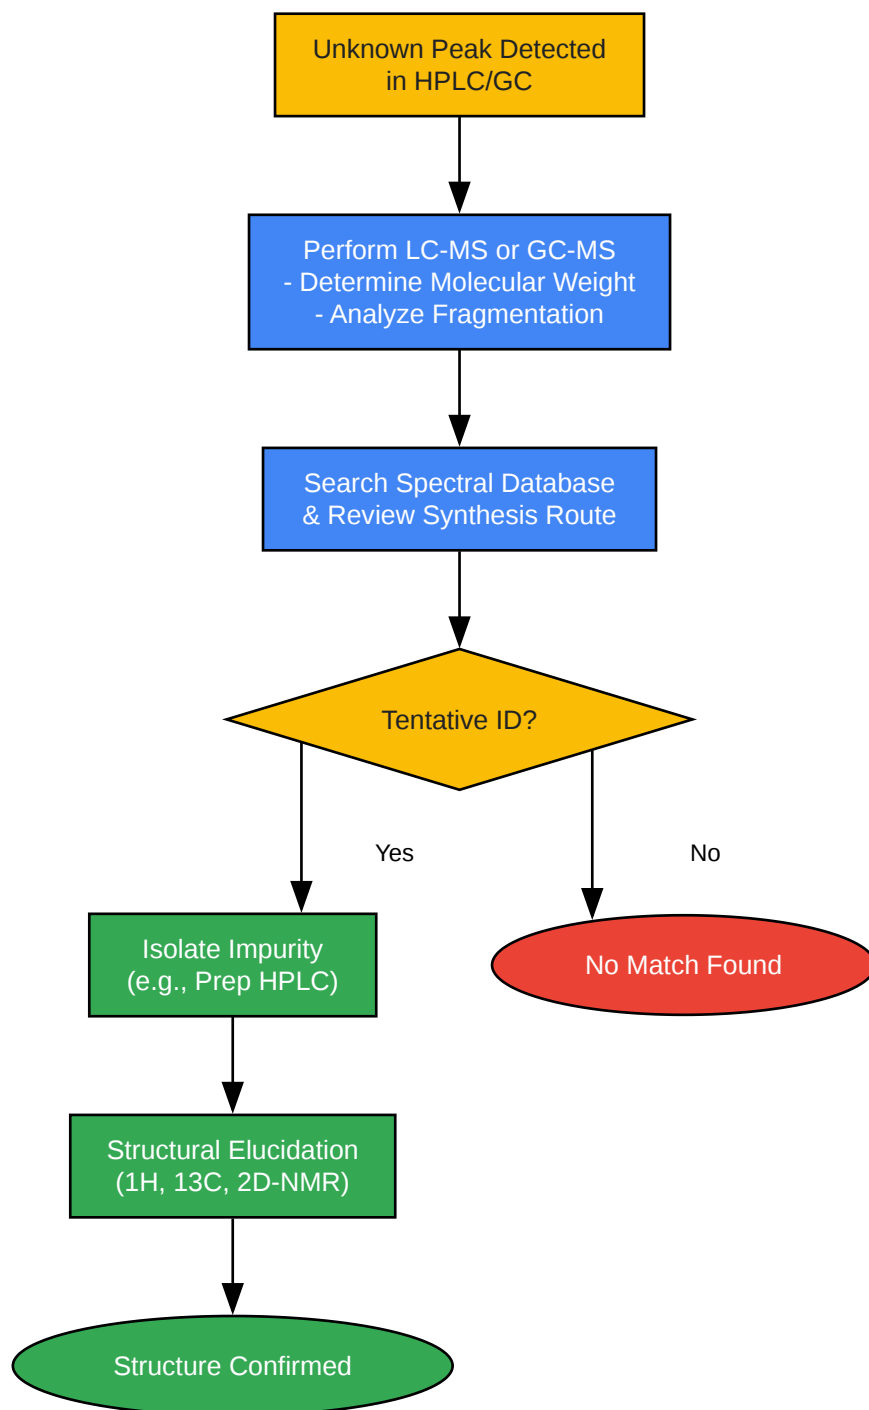 Unknown Peak Detected
in HPLC/GC
Perform LC-MS or GC-MS
- Determine Molecular Weight
- Analyze Fragmentation
Search Spectral Database
& Review Synthesis Route
Tentative ID?
Yes
No
Isolate Impurity
(e.g., Prep HPLC)
No Match Found
Structural Elucidation
(1H, 13C, 2D-NMR)
Structure Confirmed